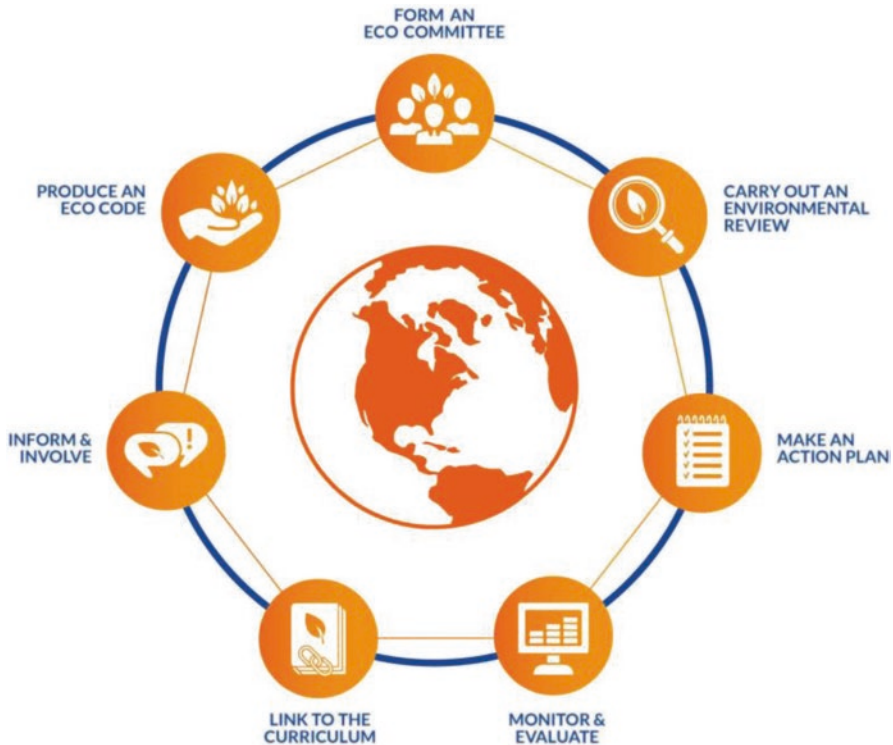 FORM AN
ECO COMMITTEE
CARRY OUT AN
ENVIRONMENTAL
REVIEW
MAKE AN
ACTION PLAN
MONITOR &
EVALUATE
LINK TO THE
CURRICULUM
INFORM &
INVOLVE
PRODUCE AN
ECO CODE